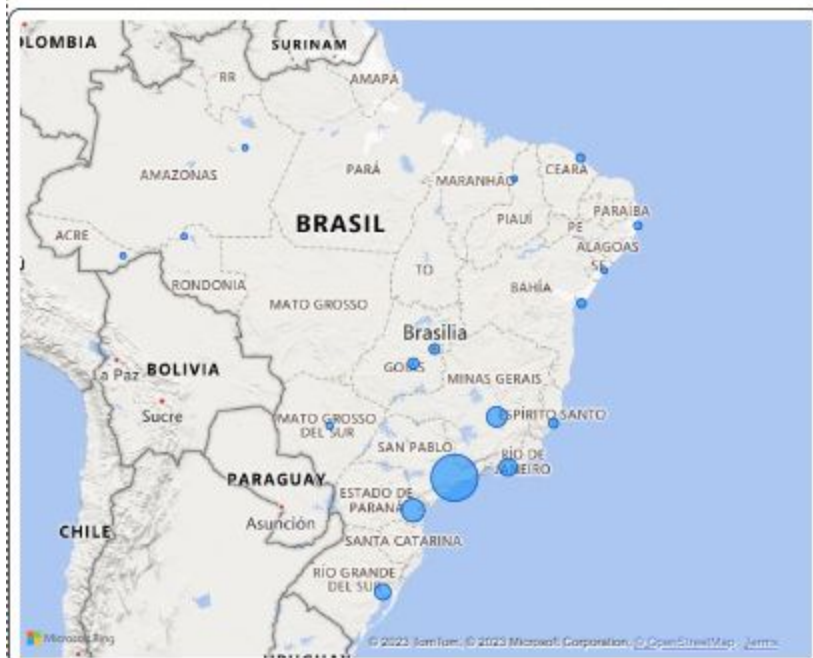 OLOMBIA
SURINAM
RR
AMAPÁ
AMAZONAS
PARÁ
MARANHÃO
CEARÁ
BRASIL
PIAUÍ
PARAÍBA
PE
ACRE
ALAGOAS
SE
TO
RONDONIA
BAHÍA
MATO GROSSO
Brasilia
La Paz
BOLIVIA
GOIÁS
MINAS GERAIS
Sucre
MATO GROSSO
DEL SUR
ESPÍRITO SANTO
SAN PABLO
RÍO DE
JANEIRO
PARAGUAY
ESTADO DE
PARANÁ
Asunción
CHILE
SANTA CATARINA
RÍO GRANDE
DEL SUR
Microsoft Bing
© 2023 TomTom, © 2023 Microsoft Corporation, © OpenStreetMap Terms
URUGUAY